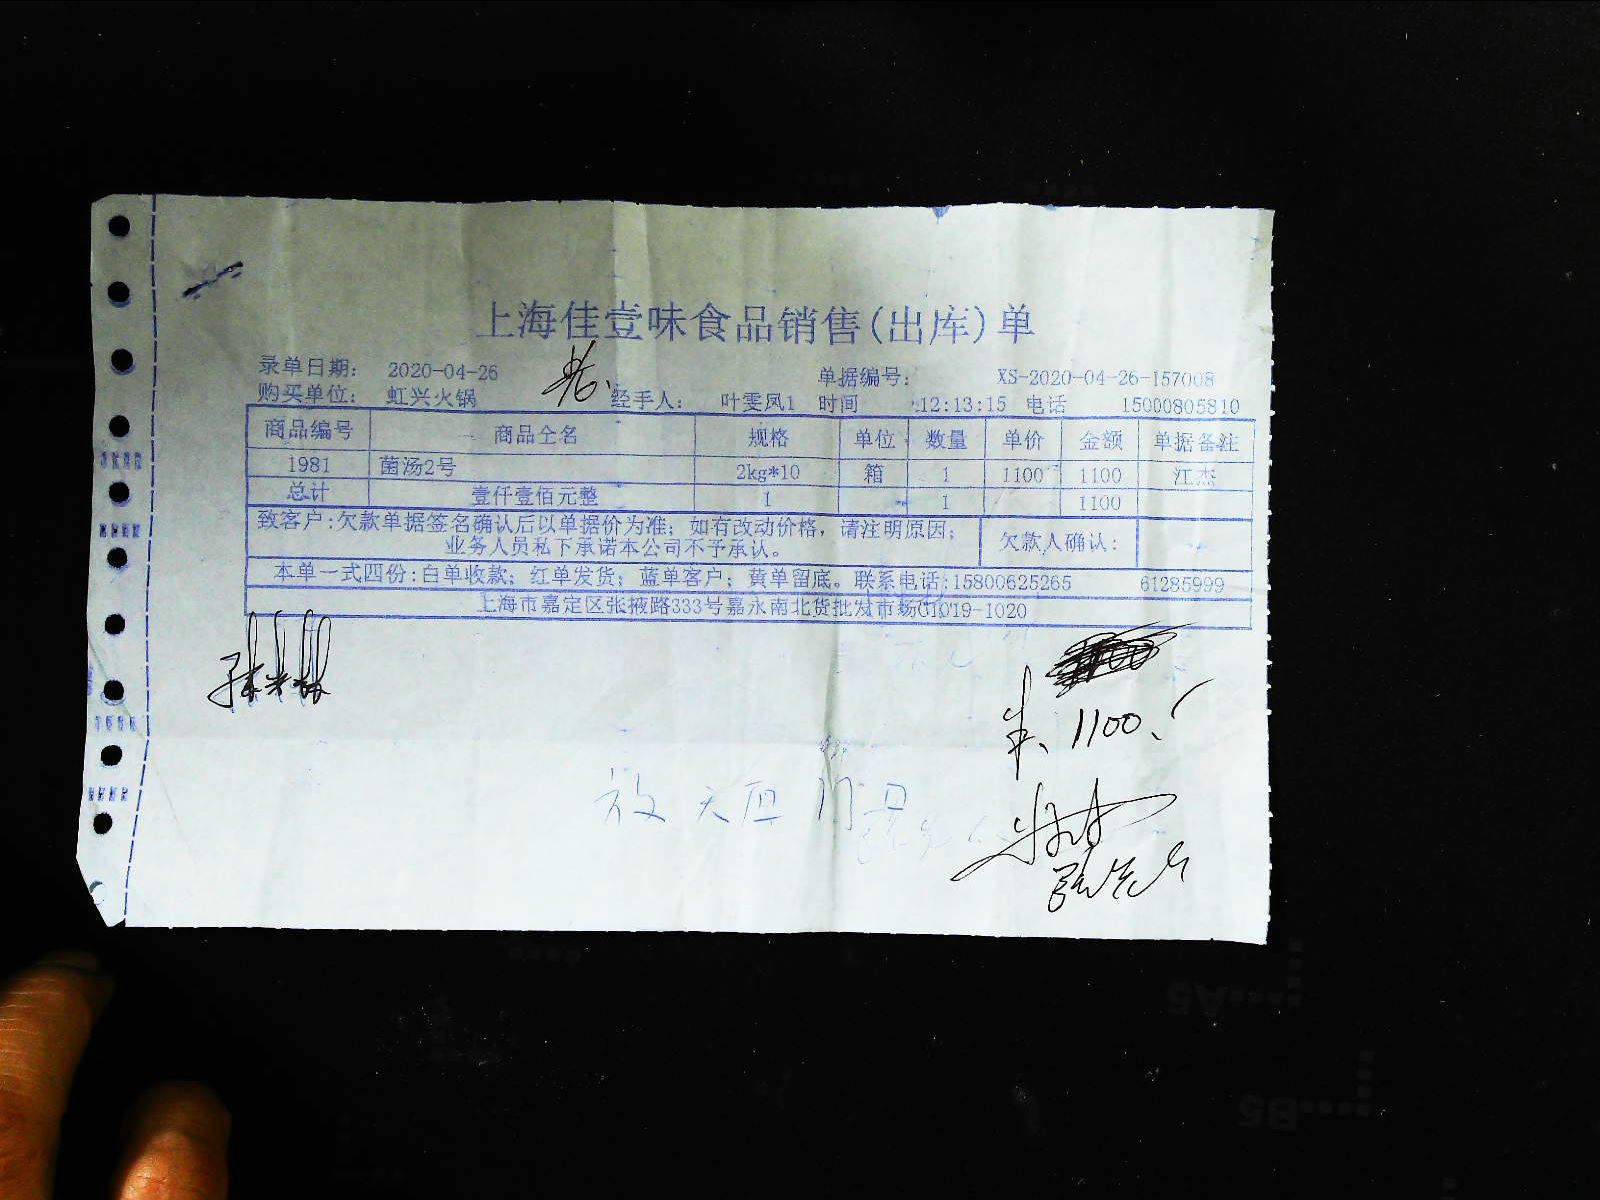 上海佳壹味食品销售(出库)单
录单日期: 2020-04-26 单据编号: XS-2020-04-26-157008
购买单位: 虹兴火锅 经手人: 叶雯凤1 时间 12:13:15 电话 15000805810
商品编号 商品全名 规格 单位 数量 单价 金额 单据备注
1981 菌汤2号 2kg*10 箱 1 1100 1100 江杰
总计 壹仟壹佰元整 1 1 1100
致客户:欠款单据签名确认后以单据价为准;如有改动价格,请注明原因; 欠款人确认:
业务人员私下承诺本公司不予承认。
本单一式四份:白单收款;红单发货;蓝单客户;黄单留底。联系电话:15800625265 61285999
上海市嘉定区张掖路333号嘉永南北货批发市场C1019-1020
1100
放 天 门